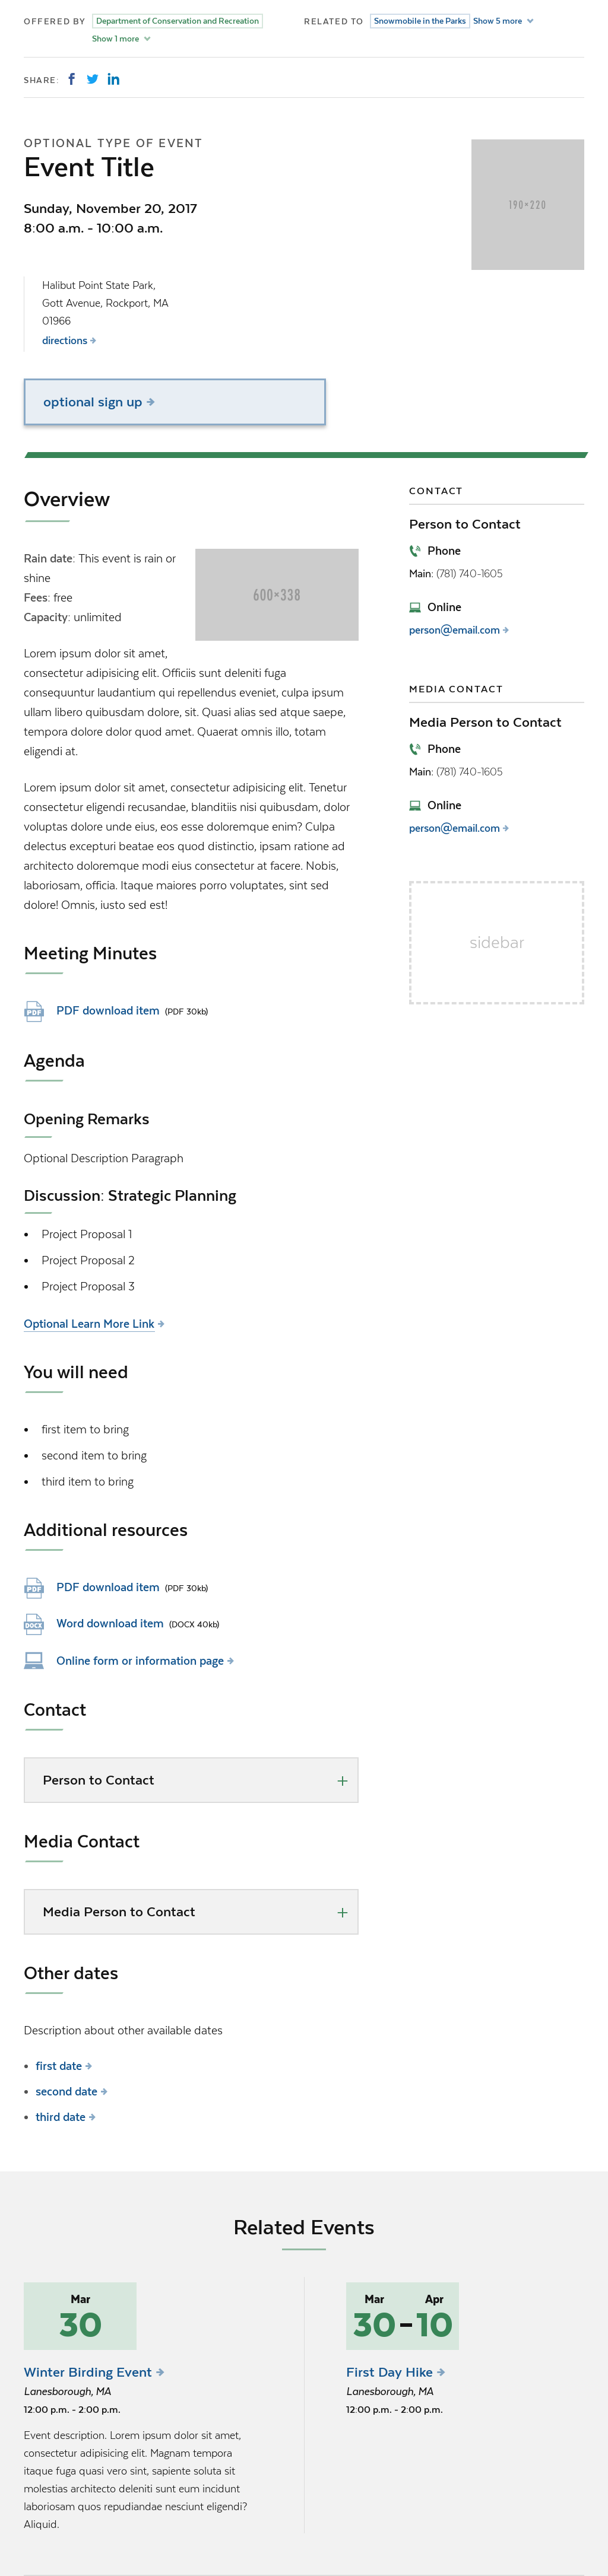 OFFERED BY Department of Conservation and Recreation
Show 1 more
RELATED TO Snowmobile in the Parks Show 5 more
SHARE:
OPTIONAL TYPE OF EVENT
Event Title
Sunday, November 20, 2017
8:00 a.m. - 10:00 a.m.
190×220
Halibut Point State Park,
Gott Avenue, Rockport, MA
01966
directions
optional sign up
Overview
Rain date: This event is rain or
shine
Fees: free
Capacity: unlimited
600×338
Lorem ipsum dolor sit amet,
consectetur adipisicing elit. Officiis sunt deleniti fuga
consequuntur laudantium qui repellendus eveniet, culpa ipsum
ullam libero quibusdam dolore, sit. Quasi alias sed atque saepe,
tempora dolore dolor quod amet. Quaerat omnis illo, totam
eligendi at.
Lorem ipsum dolor sit amet, consectetur adipisicing elit. Tenetur
consectetur eligendi recusandae, blanditiis nisi quibusdam, dolor
voluptas dolore unde eius, eos esse doloremque enim? Culpa
delectus excepturi beatae eos quod distinctio, ipsam ratione ad
architecto doloremque modi eius consectetur at facere. Nobis,
laboriosam, officia. Itaque maiores porro voluptates, sint sed
dolore! Omnis, iusto sed est!
Meeting Minutes
PDF PDF download item (PDF 30kb)
Agenda
Opening Remarks
Optional Description Paragraph
Discussion: Strategic Planning
• Project Proposal 1
• Project Proposal 2
• Project Proposal 3
Optional Learn More Link
You will need
• first item to bring
• second item to bring
• third item to bring
Additional resources
PDF PDF download item (PDF 30kb)
DOCX Word download item (DOCX 40kb)
Online form or information page
Contact
Person to Contact
Media Contact
Media Person to Contact
Other dates
Description about other available dates
• first date
• second date
• third date
CONTACT
Person to Contact
Phone
Main: (781) 740-1605
Online
person@email.com
MEDIA CONTACT
Media Person to Contact
Phone
Main: (781) 740-1605
Online
person@email.com
sidebar
Related Events
Mar
30
Winter Birding Event
Lanesborough, MA
12:00 p.m. - 2:00 p.m.
Event description. Lorem ipsum dolor sit amet,
consectetur adipisicing elit. Magnam tempora
itaque fuga quasi vero sint, sapiente soluta sit
molestias architecto deleniti sunt eum incidunt
laboriosam quos repudiandae nesciunt eligendi?
Aliquid.
Mar Apr
30-10
First Day Hike
Lanesborough, MA
12:00 p.m. - 2:00 p.m.